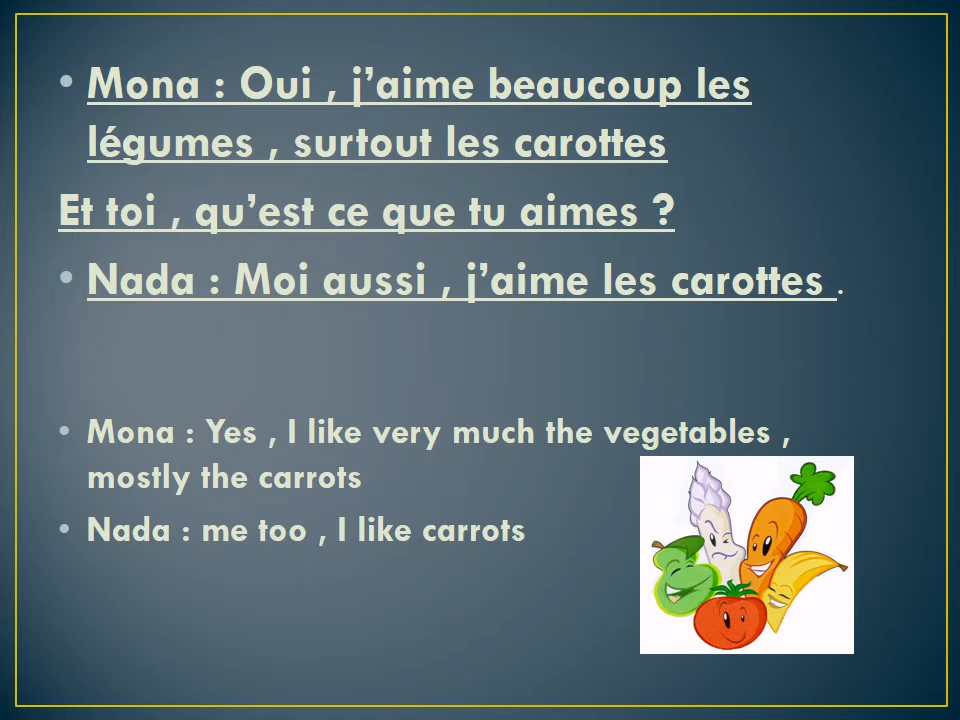 • Mona : Oui , j’aime beaucoup les
légumes , surtout les carottes
Et toi , qu’est ce que tu aimes ?
• Nada : Moi aussi , j’aime les carottes .
• Mona : Yes , I like very much the vegetables ,
mostly the carrots
• Nada : me too , I like carrots